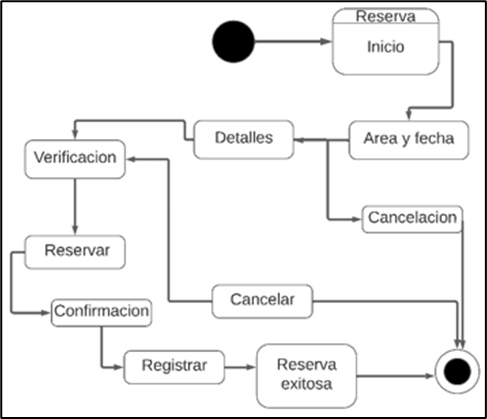 Reserva
Inicio
Area y fecha
Detalles
Verificacion
Cancelacion
Reservar
Cancelar
Confirmacion
Registrar
Reserva
exitosa